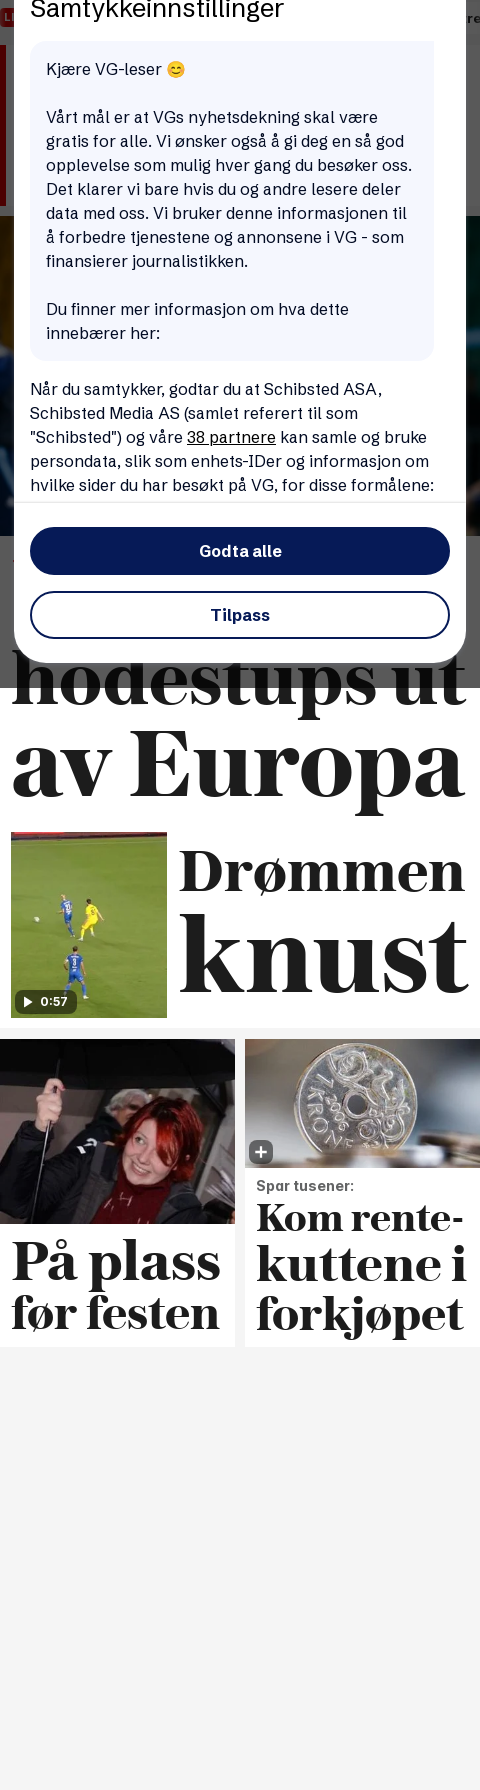 Samtykkeinnstillinger
Kjære VG-leser 😊
Vårt mål er at VGs nyhetsdekning skal være
gratis for alle. Vi ønsker også å gi deg en så god
opplevelse som mulig hver gang du besøker oss.
Det klarer vi bare hvis du og andre lesere deler
data med oss. Vi bruker denne informasjonen til
å forbedre tjenestene og annonsene i VG - som
finansierer journalistikken.
Du finner mer informasjon om hva dette
innebærer her:
Når du samtykker, godtar du at Schibsted ASA,
Schibsted Media AS (samlet referert til som
"Schibsted") og våre 38 partnere kan samle og bruke
persondata, slik som enhets-IDer og informasjon om
hvilke sider du har besøkt på VG, for disse formålene:
Godta alle
Tilpass
hodestups ut
av Europa
Drømmen
knust
0:57
1 KRONE
På plass
før festen
Spar tusener:
Kom rente-
kuttene i
forkjøpet